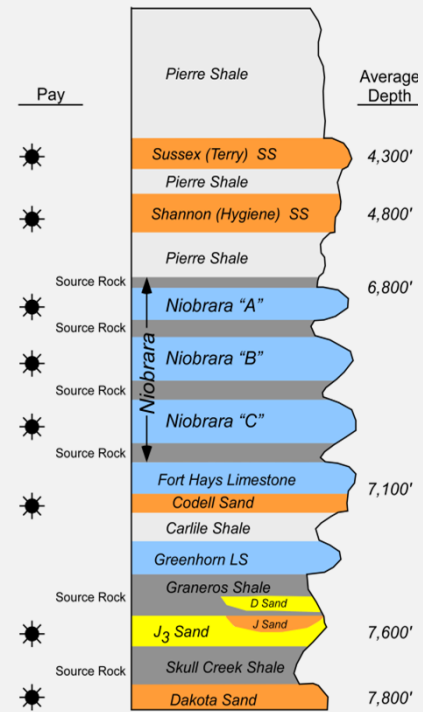 Pierre Shale
Average
Depth
Pay
Sussex (Terry) SS
4,300'
Pierre Shale
Shannon (Hygiene) SS
4,800'
Pierre Shale
Source Rock
6,800'
Niobrara "A"
Source Rock
Niobrara
Niobrara "B"
Source Rock
Niobrara "C"
Source Rock
Fort Hays Limestone
7,100'
Codell Sand
Carlile Shale
Greenhorn LS
Graneros Shale
Source Rock
D Sand
J Sand
J3 Sand
7,600'
Source Rock
Skull Creek Shale
Dakota Sand
7,800'